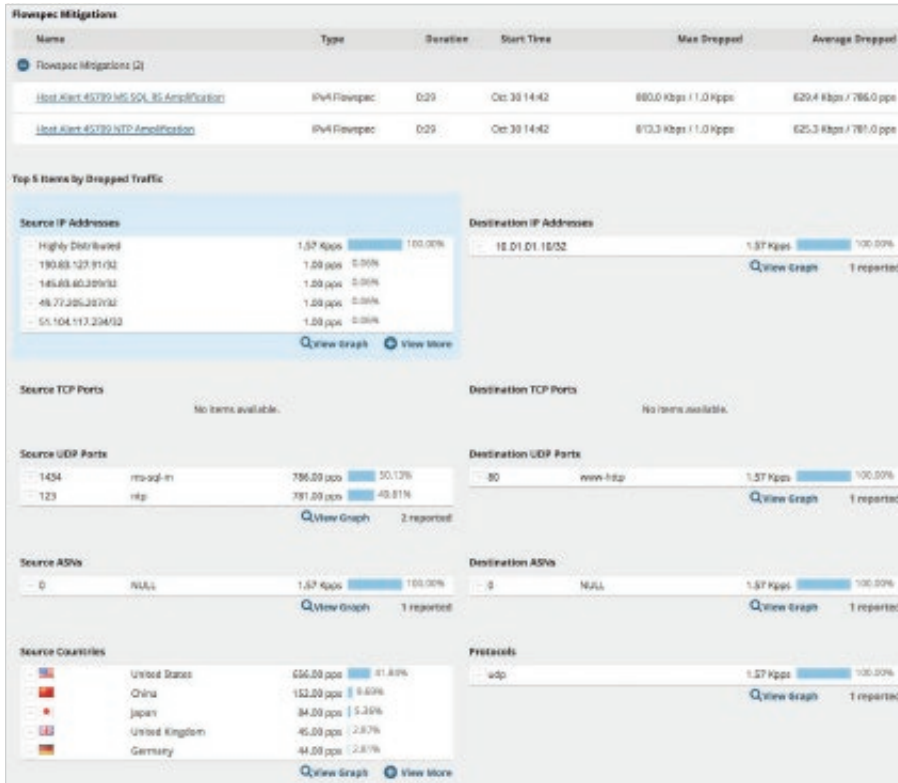 Flowspec Mitigations
Name Type Duration Start Time Max Dropped Average Dropped
Flowspec Mitigations (2)
Host Alert 45709 MS SQL RS Amplification IPv4 Flowspec 0:29 Oct 30 14:42 800.0 Kbps / 1.0 Kpps 629.4 Kbps / 786.0 pps
Host Alert 45709 NTP Amplification IPv4 Flowspec 0:29 Oct 30 14:42 813.3 Kbps / 1.0 Kpps 625.3 Kbps / 781.0 pps
Top 5 Items by Dropped Traffic
Source IP Addresses Destination IP Addresses
Highly Distributed 1.57 Kpps 100.00% 10.01.01.10/32 1.57 Kpps 100.00%
190.83.127.91/32 1.00 pps 0.06% View Graph 1 reported
145.83.60.209/32 1.00 pps 0.06%
49.77.205.207/32 1.00 pps 0.06%
51.104.117.234/32 1.00 pps 0.06%
View Graph View More
Source TCP Ports Destination TCP Ports
No items available. No items available.
Source UDP Ports Destination UDP Ports
1434 ms-sql-m 786.00 pps 50.13% 80 www-http 1.57 Kpps 100.00%
123 ntp 781.00 pps 49.81% View Graph 1 reported
View Graph 2 reported
Source ASNs Destination ASNs
0 NULL 1.57 Kpps 100.00% 0 NULL 1.57 Kpps 100.00%
View Graph 1 reported View Graph 1 reported
Source Countries Protocols
United States 656.00 pps 41.84% udp 1.57 Kpps 100.00%
China 152.00 pps 9.69% View Graph 1 reported
Japan 84.00 pps 5.36%
United Kingdom 45.00 pps 2.87%
Germany 44.00 pps 2.81%
View Graph View More